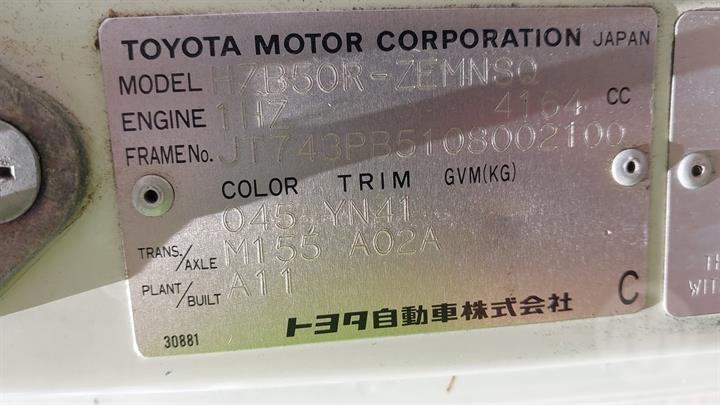 TOYOTA MOTOR CORPORATION JAPAN
MODEL HZB50R-ZEMNSQ
ENGINE 1HZ 4164 CC
FRAME No. JT743PB5108002100
COLOR TRIM GVM(KG)
045 YN41
TRANS./AXLE M155 A02A
PLANT/BUILT A11
トヨタ自動車株式会社 C
30881
TH
WIT